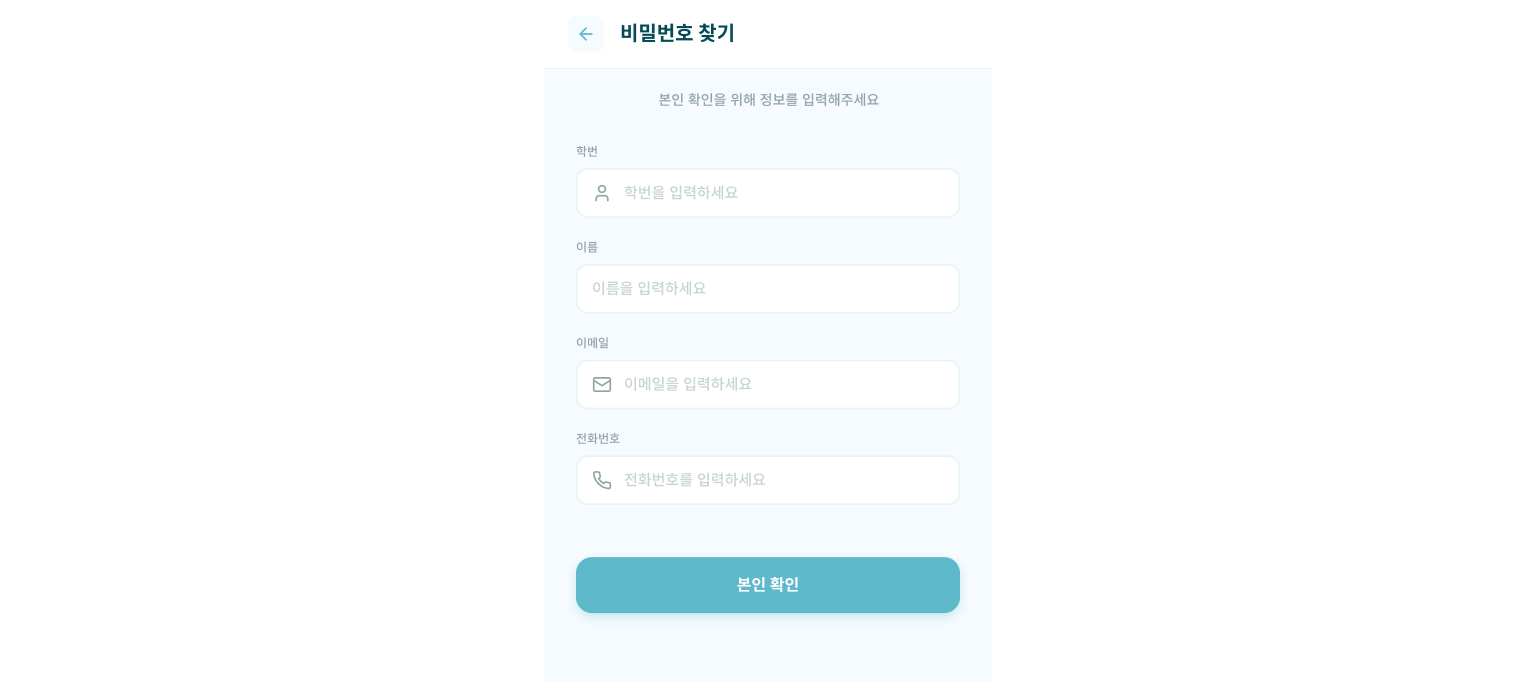 비밀번호 찾기
본인 확인을 위해 정보를 입력해주세요
학번
학번을 입력하세요
이름
이름을 입력하세요
이메일
이메일을 입력하세요
전화번호
전화번호를 입력하세요
본인 확인